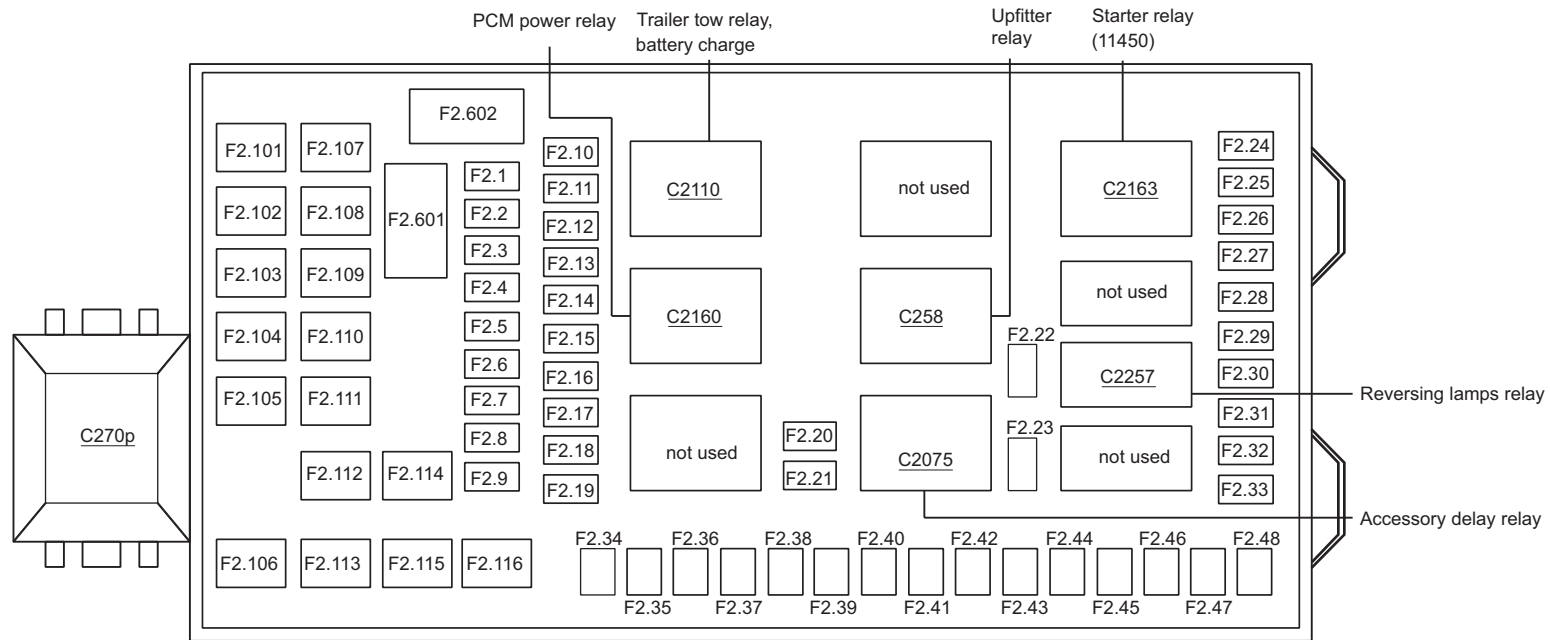 PCM power relay
Trailer tow relay,
battery charge
Upfitter
relay
Starter relay
(11450)
F2.602
F2.101
F2.107
F2.102
F2.108
F2.103
F2.109
F2.104
F2.110
F2.105
F2.111
F2.112
F2.114
F2.106
F2.113
F2.115
F2.116
F2.601
F2.1
F2.2
F2.3
F2.4
F2.5
F2.6
F2.7
F2.8
F2.9
F2.10
F2.11
F2.12
F2.13
F2.14
F2.15
F2.16
F2.17
F2.18
F2.19
C2110
C2160
not used
F2.20
F2.21
not used
C258
C2075
F2.22
F2.23
C2163
not used
C2257
not used
F2.24
F2.25
F2.26
F2.27
F2.28
F2.29
F2.30
F2.31
F2.32
F2.33
Reversing lamps relay
Accessory delay relay
C270p
F2.34
F2.36
F2.38
F2.40
F2.42
F2.44
F2.46
F2.48
F2.35
F2.37
F2.39
F2.41
F2.43
F2.45
F2.47